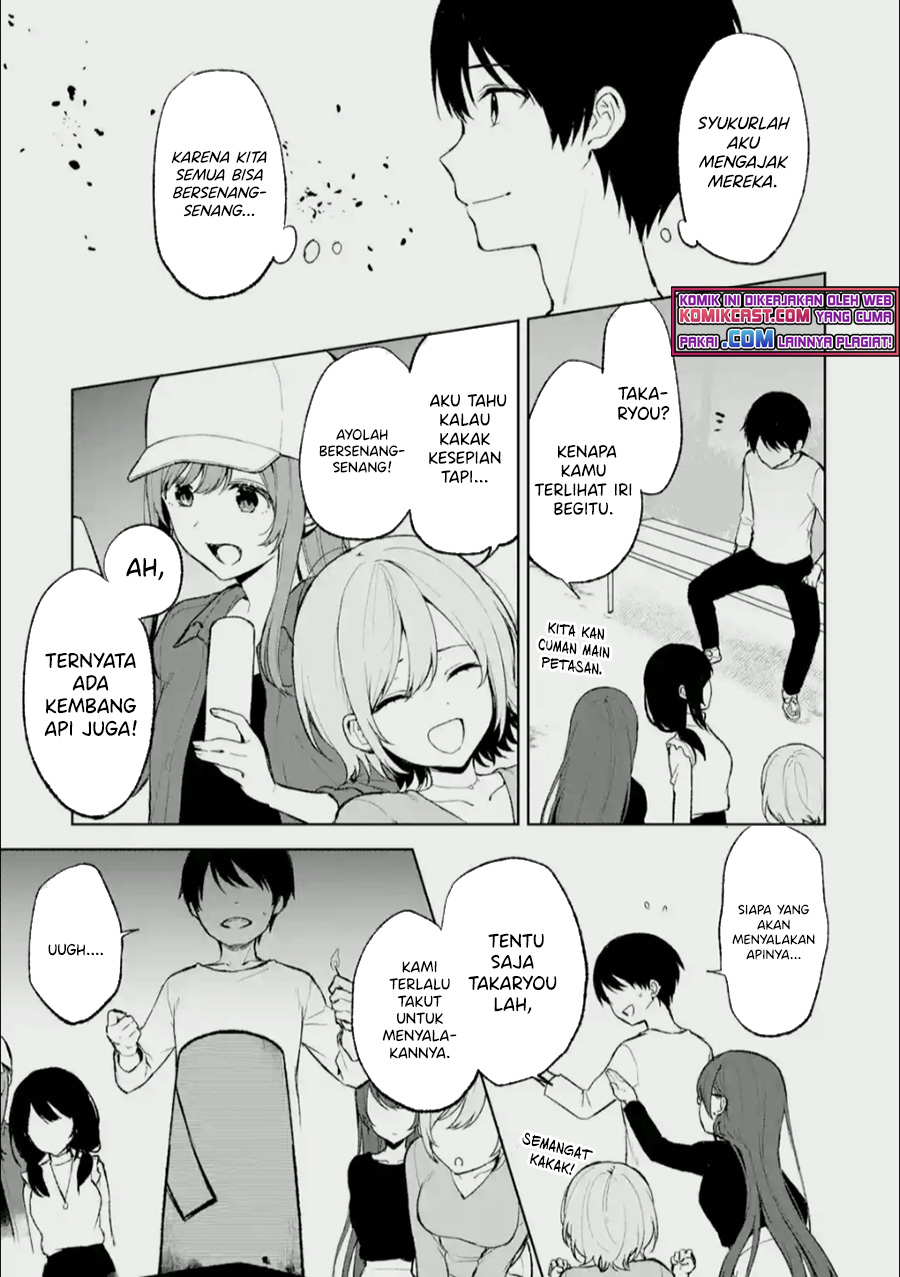 SYUKURLAH
AKU
MENGAJAK
MEREKA.
KARENA KITA
SEMUA BISA
BERSENANG-
SENANG...
KOMIK INI DIKERJAKAN OLEH WEB
KOMIKCAST.COM YANG CUMA
PAKAI .COM LAINNYA PLAGIAT!
TAKA-
RYOU?
KENAPA
KAMU
TERLIHAT IRI
BEGITU.
KITA KAN
CUMAN MAIN
PETASAN.
AKU TAHU
KALAU
KAKAK
KESEPIAN
TAPI...
AYOLAH
BERSENANG-
SENANG!
AH,
TERNYATA
ADA
KEMBANG
API JUGA!
SIAPA YANG
AKAN
MENYALAKAN
APINYA...
TENTU
SAJA
TAKARYOU
LAH,
KAMI
TERLALU
TAKUT
UNTUK
MENYALA-
KANNYA.
SEMANGAT
KAKAK!
UUGH....